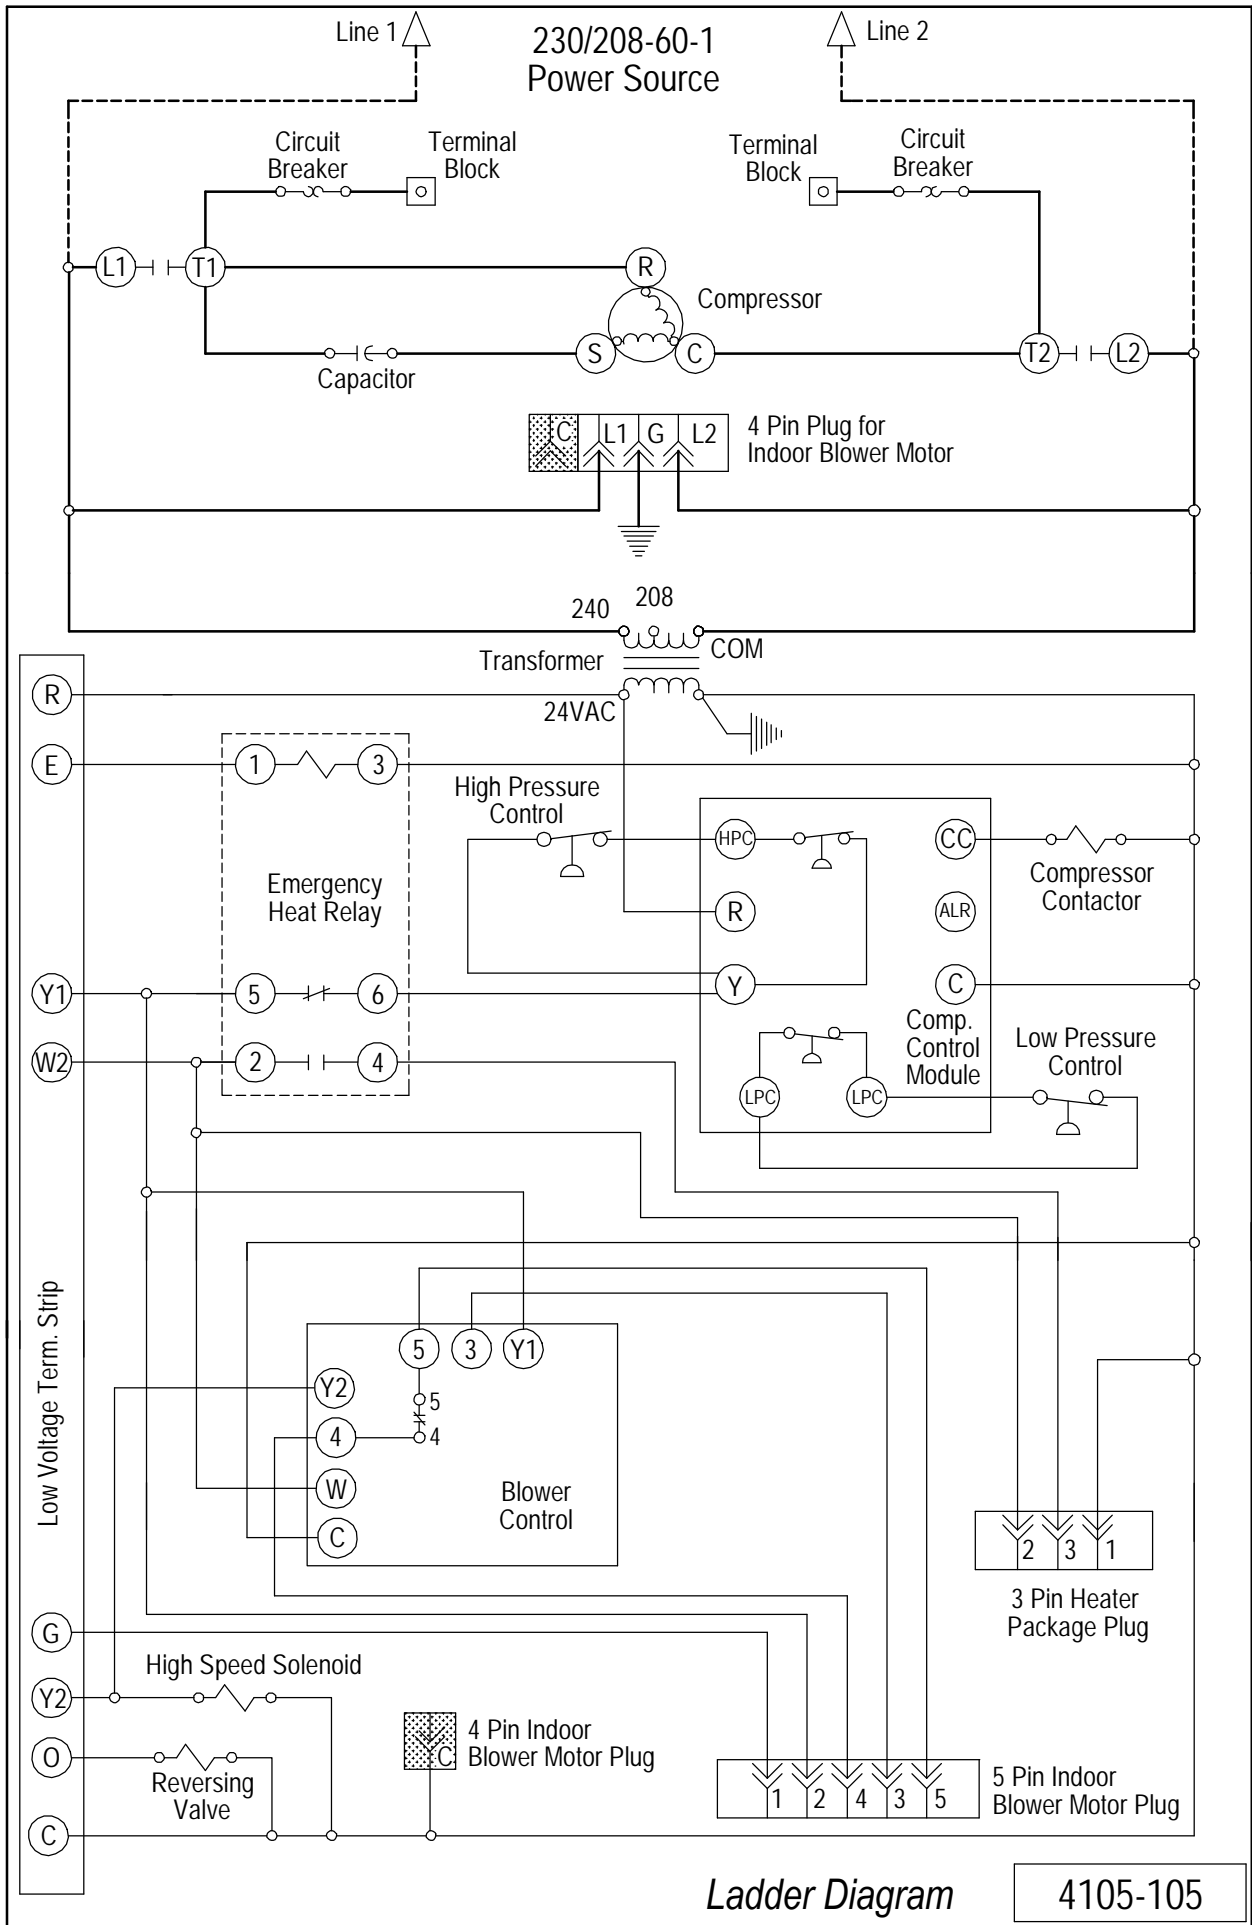 Line 1
230/208-60-1
Power Source
Line 2
Circuit
Breaker
Terminal
Block
Terminal
Block
Circuit
Breaker
L1
T1
R
Compressor
S
C
T2
L2
Capacitor
C
L1
G
L2
4 Pin Plug for
Indoor Blower Motor
240
208
COM
Transformer
24VAC
R
E
1
3
High Pressure
Control
HPC
CC
Compressor
Contactor
Emergency
Heat Relay
R
ALR
Y1
5
6
Y
C
Comp.
Control
Module
Low Pressure
Control
W2
2
4
LPC
LPC
Low Voltage Term. Strip
5
3
Y1
Y2
5
4
4
W
Blower
Control
C
2
3
1
3 Pin Heater
Package Plug
G
High Speed Solenoid
Y2
O
Reversing
Valve
C
4 Pin Indoor
Blower Motor Plug
1
2
4
3
5
5 Pin Indoor
Blower Motor Plug
C
Ladder Diagram
4105-105